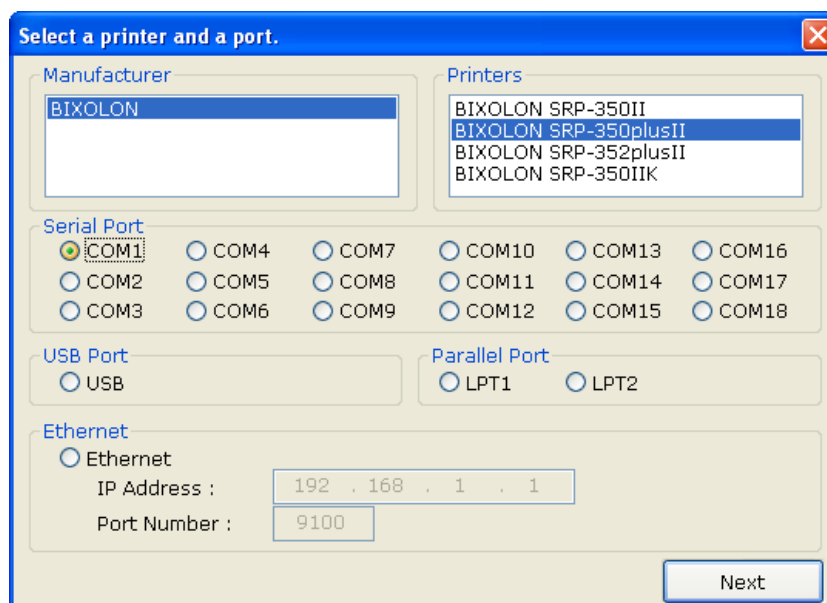 Select a printer and a port.
Manufacturer
BIXOLON
Printers
BIXOLON SRP-350II
BIXOLON SRP-350plusII
BIXOLON SRP-352plusII
BIXOLON SRP-350IIK
Serial Port
COM1 COM4 COM7 COM10 COM13 COM16
COM2 COM5 COM8 COM11 COM14 COM17
COM3 COM6 COM9 COM12 COM15 COM18
USB Port
USB
Parallel Port
LPT1 LPT2
Ethernet
Ethernet
IP Address : 192 . 168 . 1 . 1
Port Number : 9100
Next